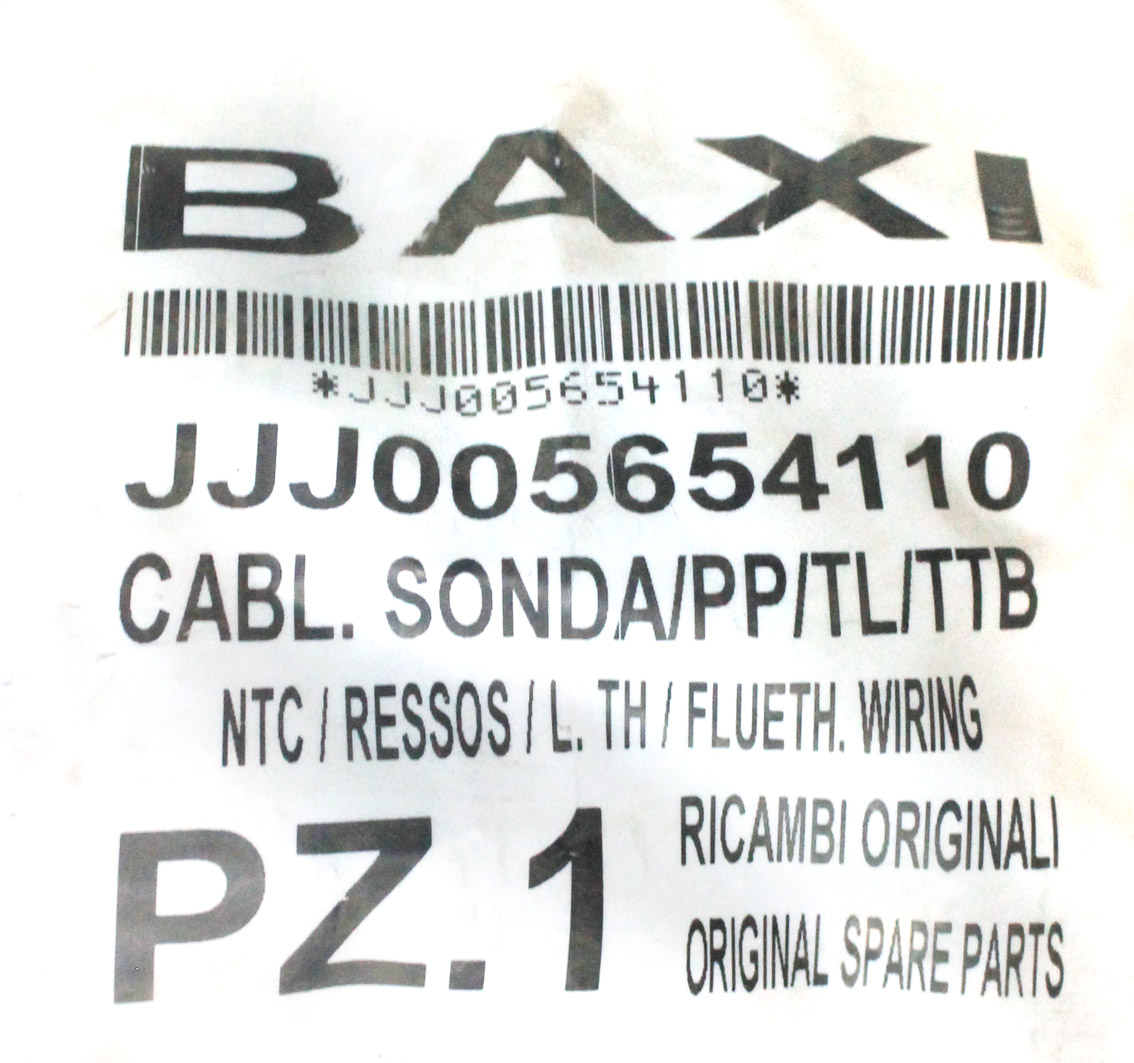 BAXI
*JJJ005654110*
JJJ005654110
CABL. SONDA/PP/TL/TTB
NTC / RESSOS / L. TH / FLUETH. WIRING
PZ.1
RICAMBI ORIGINALI
ORIGINAL SPARE PARTS